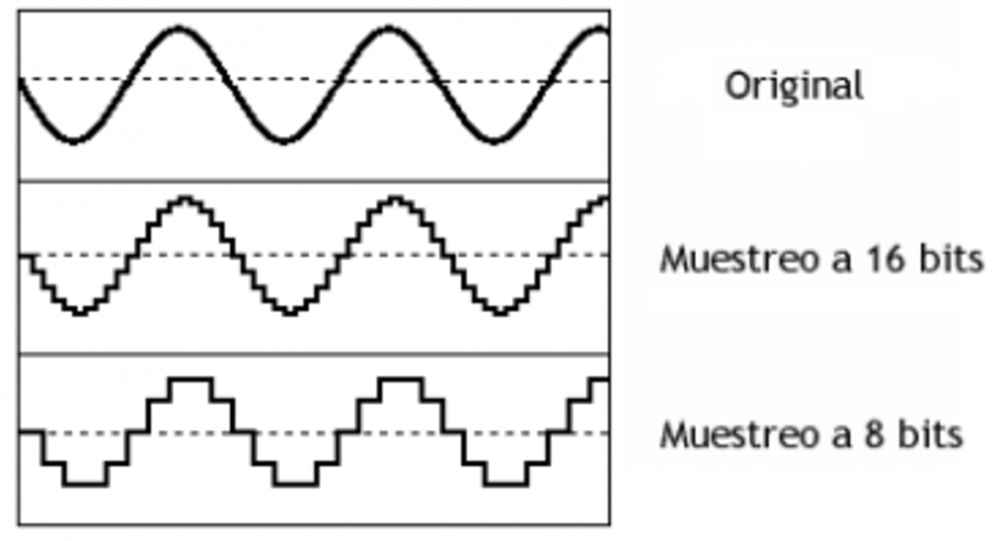 Original
Muestreo a 16 bits
Muestreo a 8 bits